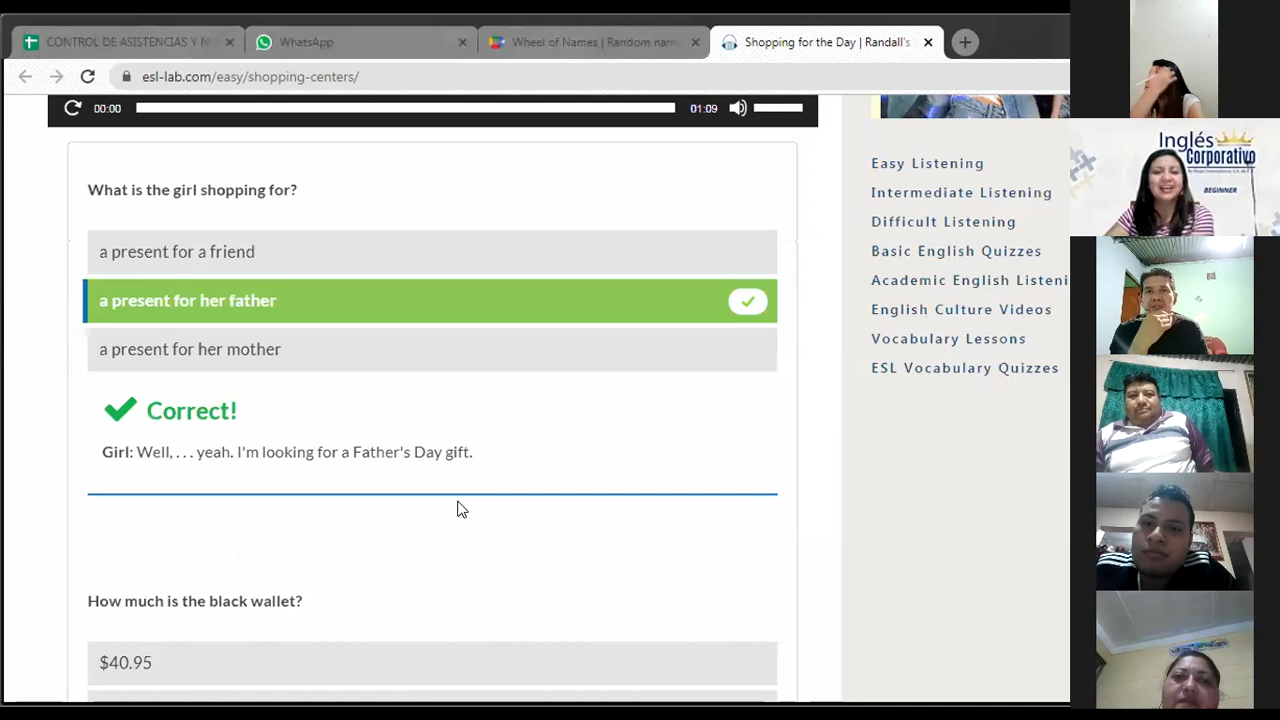 CONTROL DE ASISTENCIAS Y N
WhatsApp
Wheel of Names | Random nam
Shopping for the Day | Randall's
esl-lab.com/easy/shopping-centers/
00:00
01:09
What is the girl shopping for?
a present for a friend
a present for her father
a present for her mother
Correct!
Girl: Well, . . . yeah. I'm looking for a Father's Day gift.
How much is the black wallet?
$40.95
Easy Listening
Intermediate Listening
Difficult Listening
Basic English Quizzes
Academic English Listeni
English Culture Videos
Vocabulary Lessons
ESL Vocabulary Quizzes
Inglés
Corporativo
BEGINNER